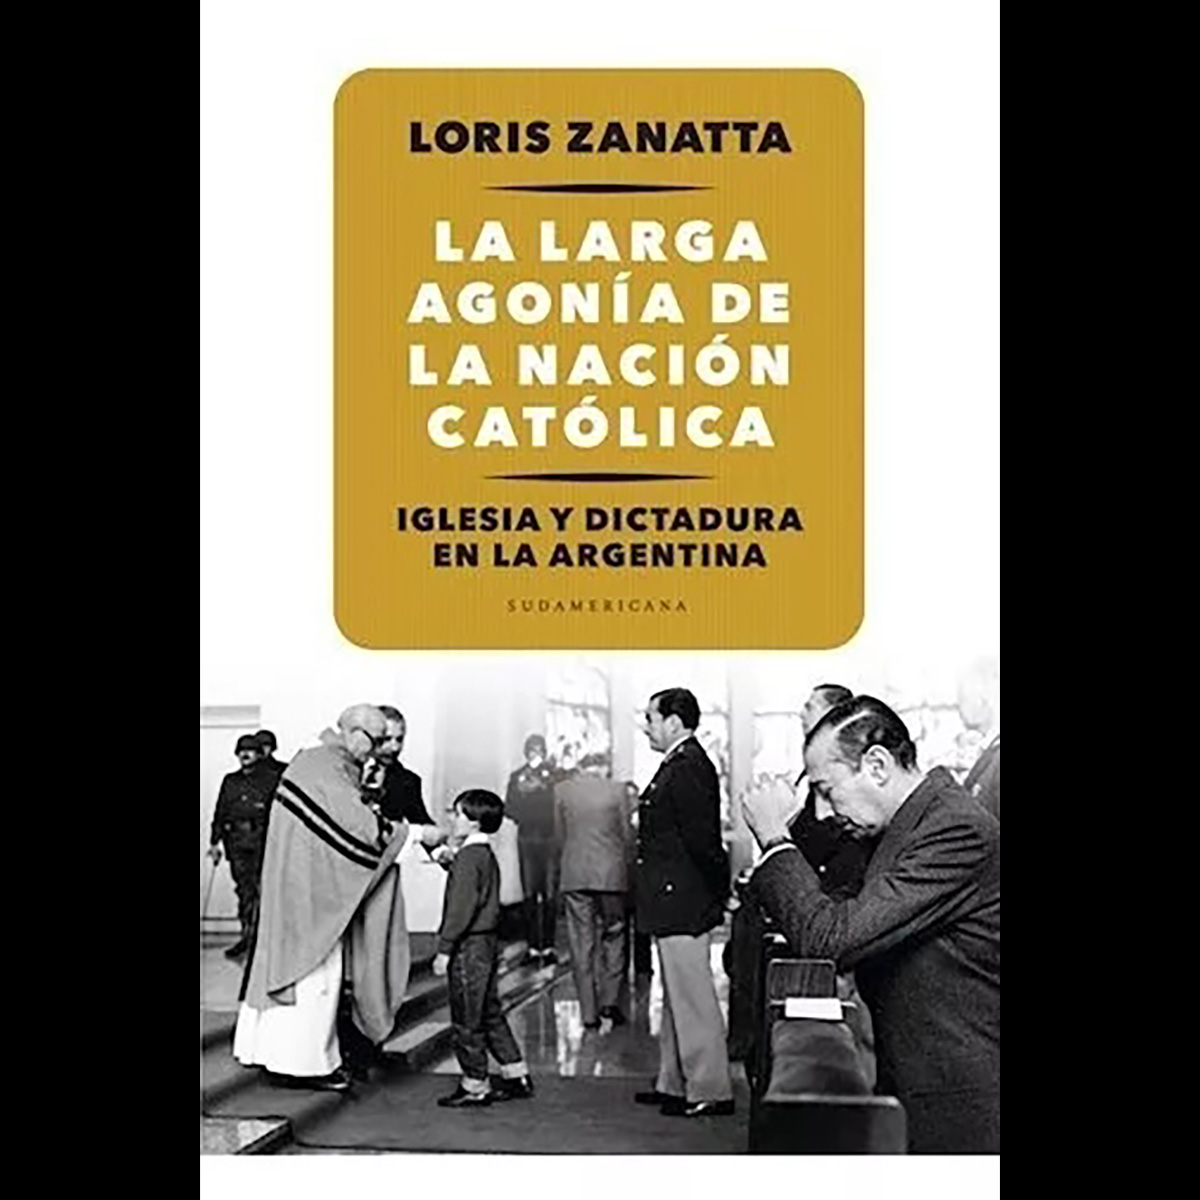 LORIS ZANATTA
LA LARGA
AGONÍA DE
LA NACIÓN
CATÓLICA
IGLESIA Y DICTADURA
EN LA ARGENTINA
SUDAMERICANA